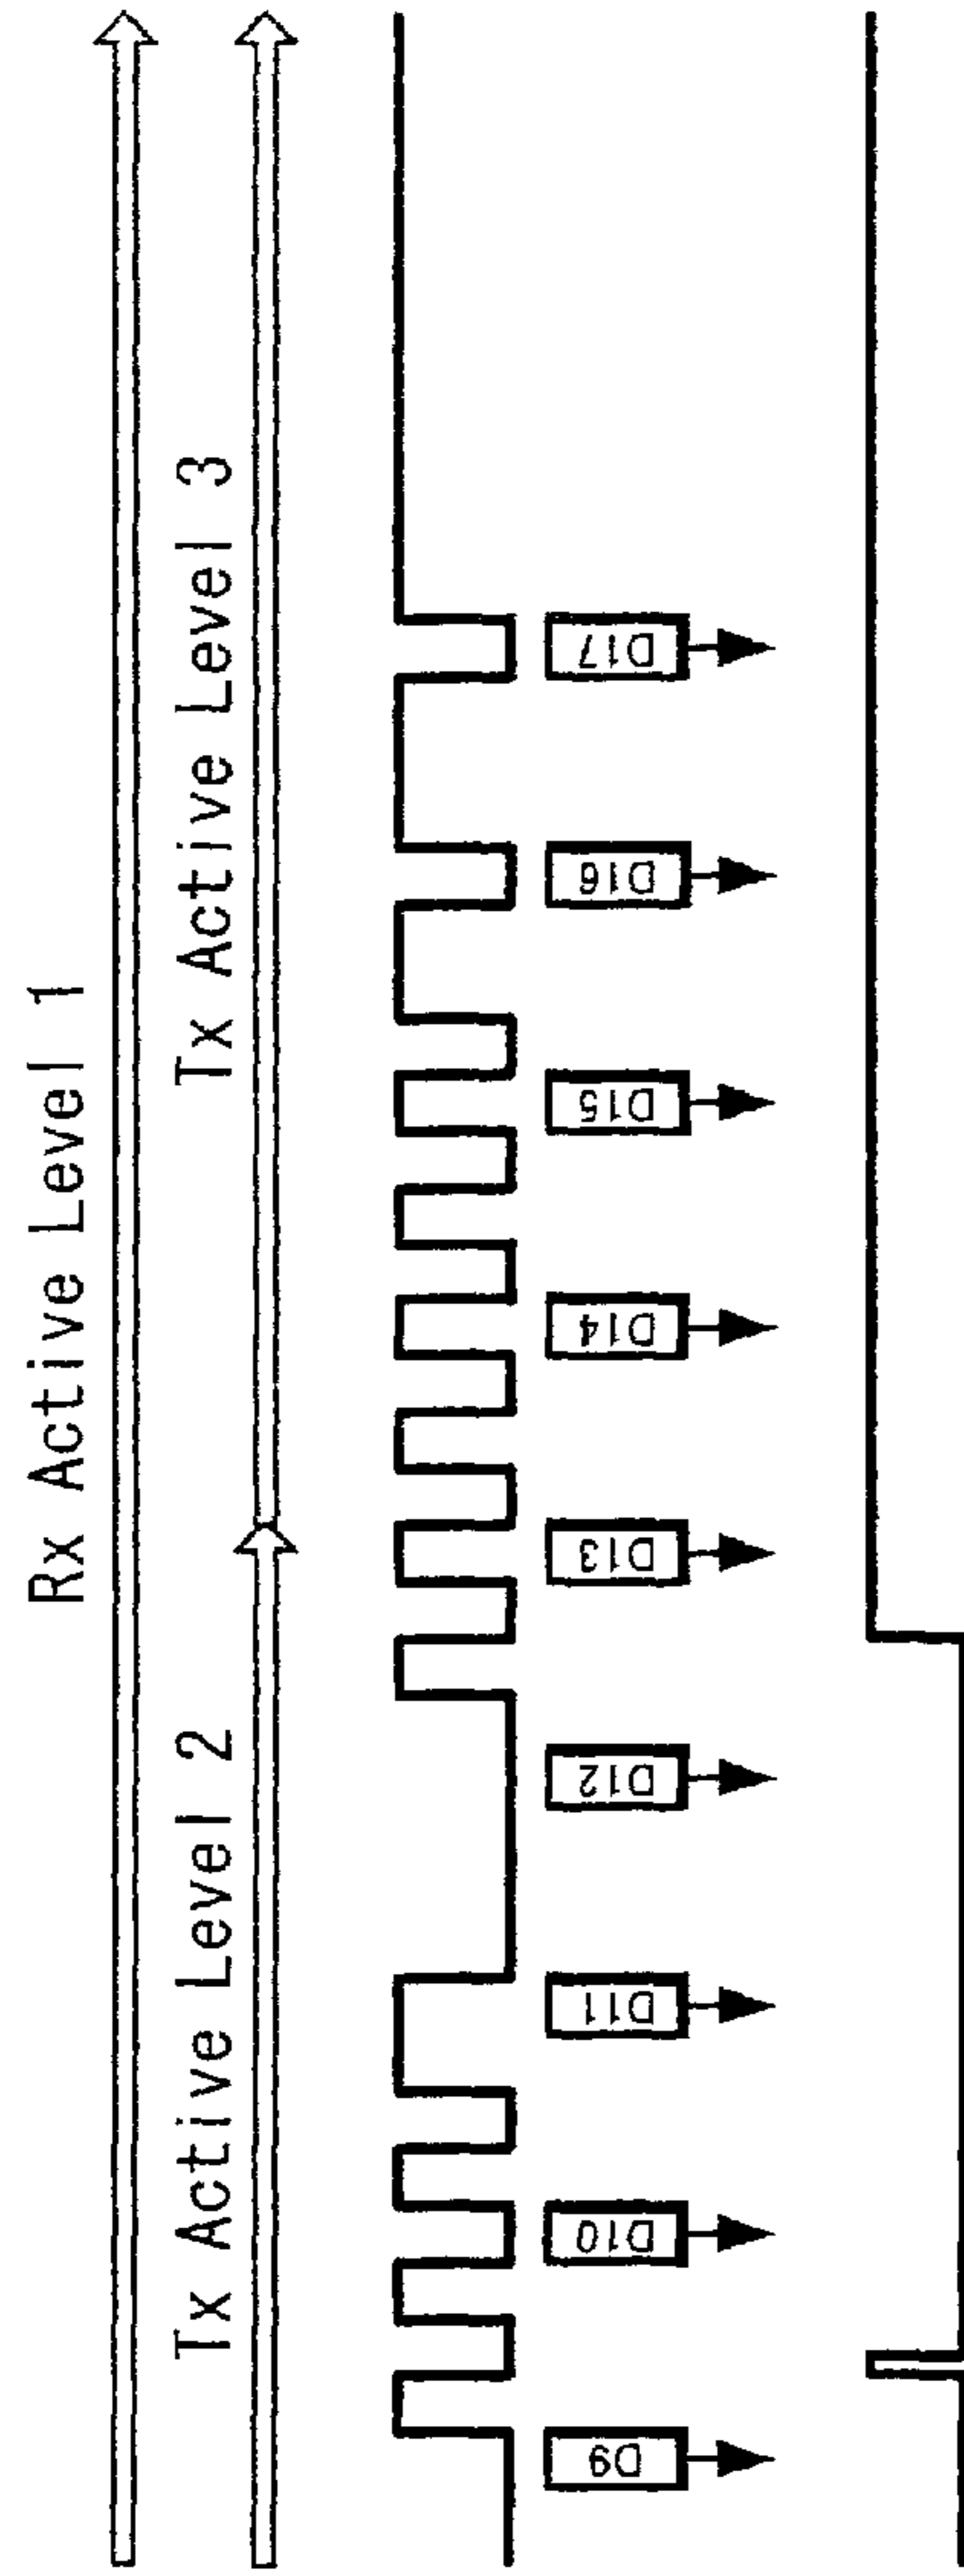 Rx Active Level 1
Tx Active Level 2
Tx Active Level 3
D9
D10
D11
D12
D13
D14
D15
D16
D17